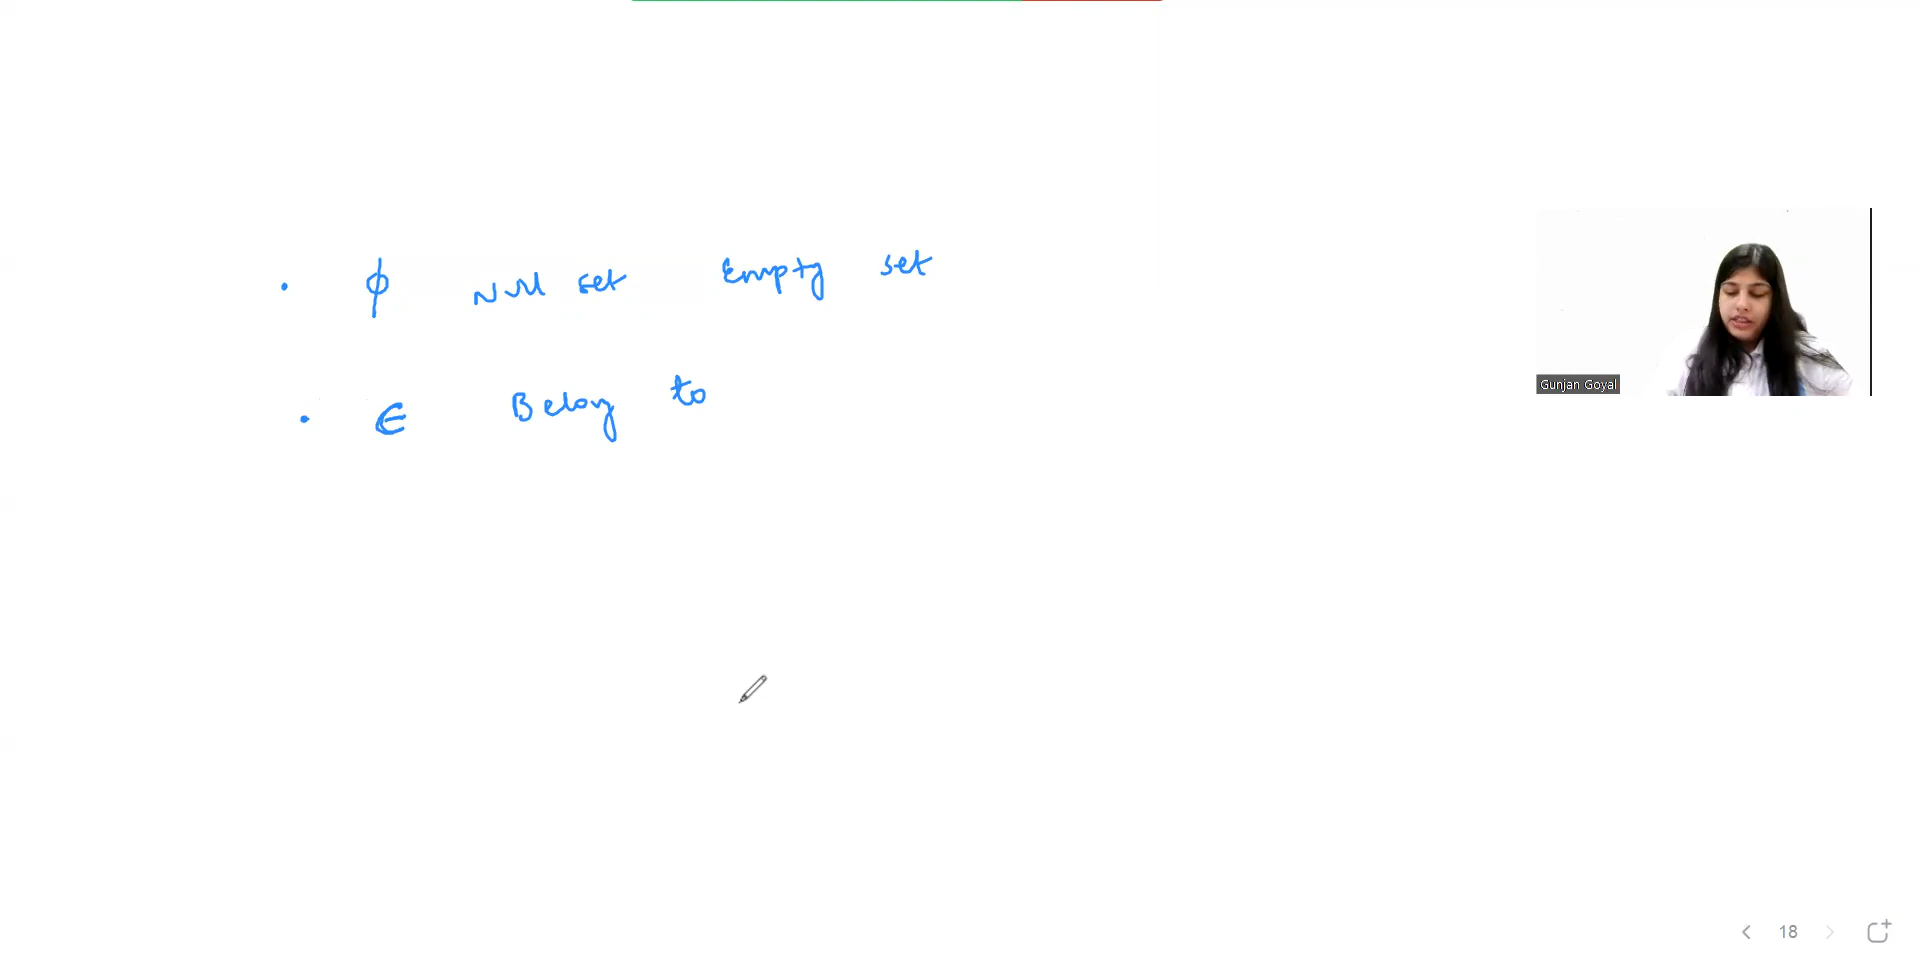 · ϕ Null set Empty set
· ∈ Belong to
Gunjan Goyal
18